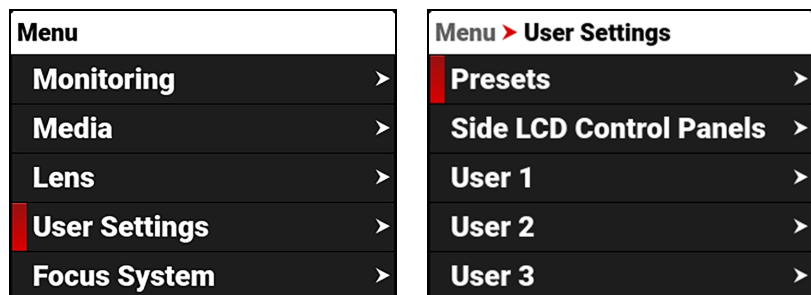 Menu
Monitoring
Media
Lens
User Settings
Focus System
Menu > User Settings
Presets
Side LCD Control Panels
User 1
User 2
User 3